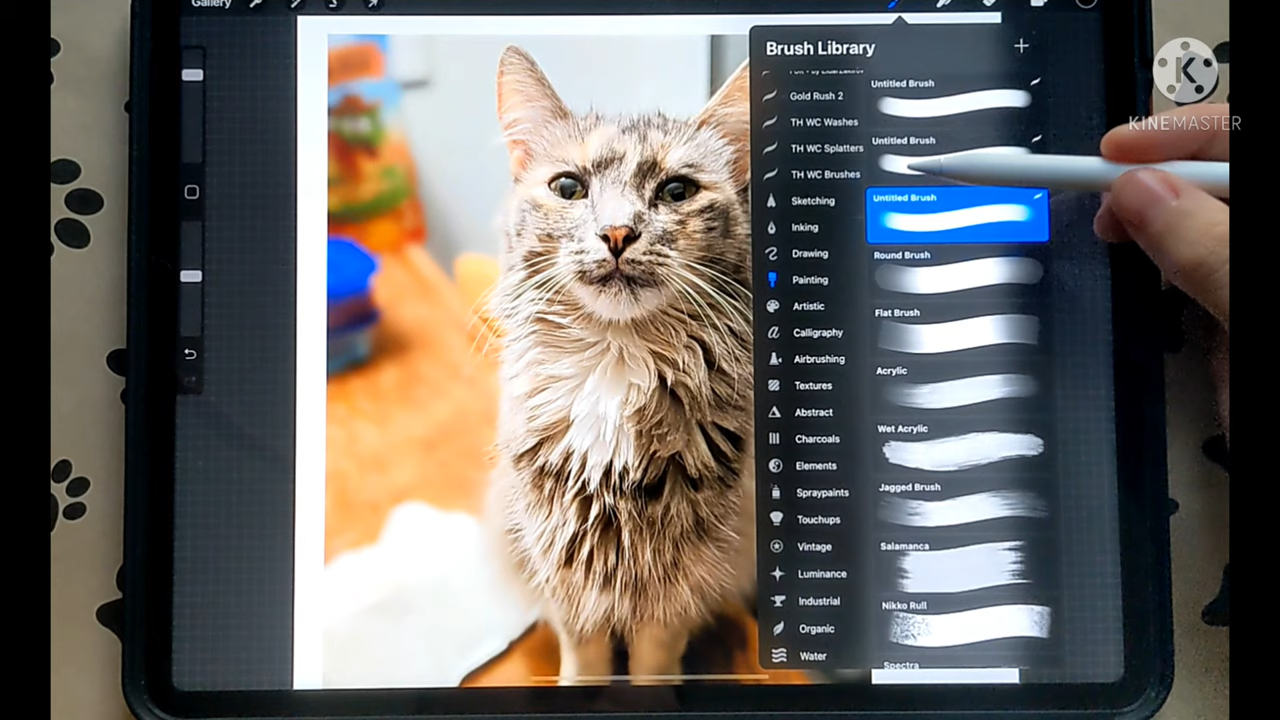 Gallery
Brush Library
Gold Rush 2
TH WC Washes
TH WC Splatters
TH WC Brushes
Sketching
Inking
Drawing
Painting
Artistic
Calligraphy
Airbrushing
Textures
Abstract
Charcoals
Elements
Spraypaints
Touchups
Vintage
Luminance
Industrial
Organic
Water
Untitled Brush
Untitled Brush
Untitled Brush
Round Brush
Flat Brush
Acrylic
Wet Acrylic
Jagged Brush
Salamanca
Nikko Rull
Spectra
K
KINEMASTER